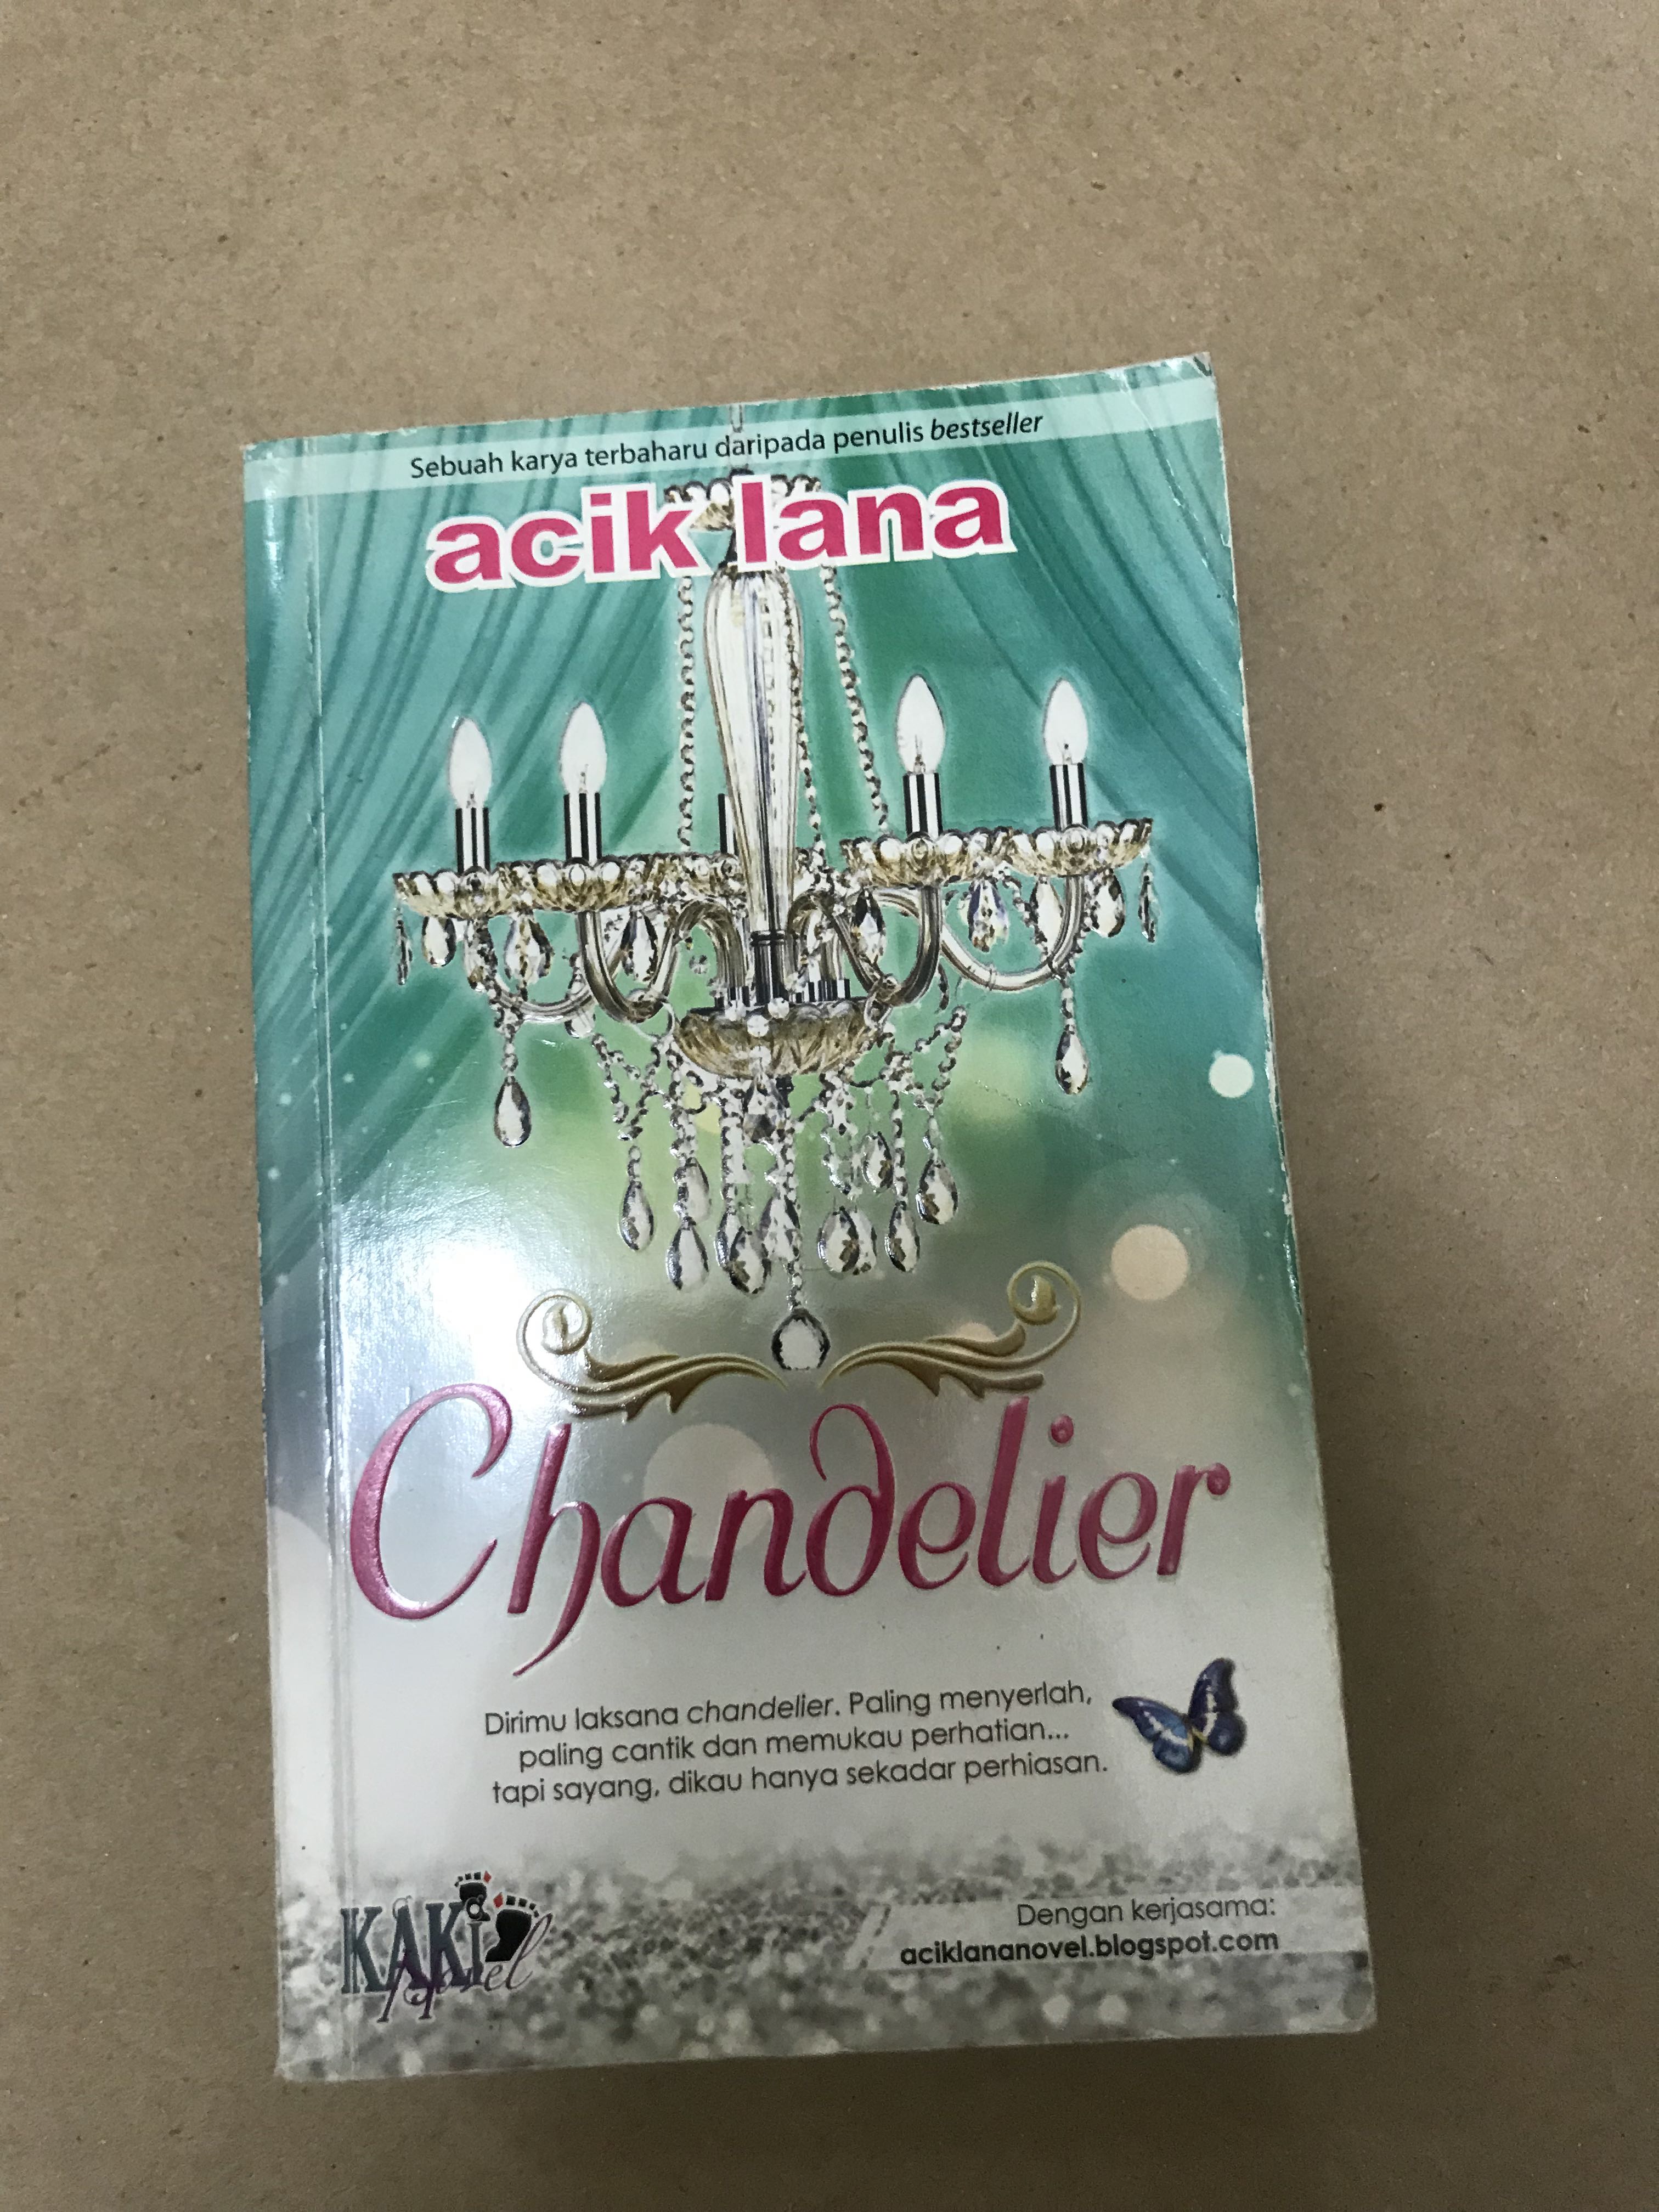 Sebuah karya terbaharu daripada penulis bestseller
acik lana
Chandelier
Dirimu laksana chandelier. Paling menyerlah,
paling cantik dan memukau perhatian...
tapi sayang, dikau hanya sekadar perhiasan.
KAKi
Novel
Dengan kerjasama:
aciklananovel.blogspot.com